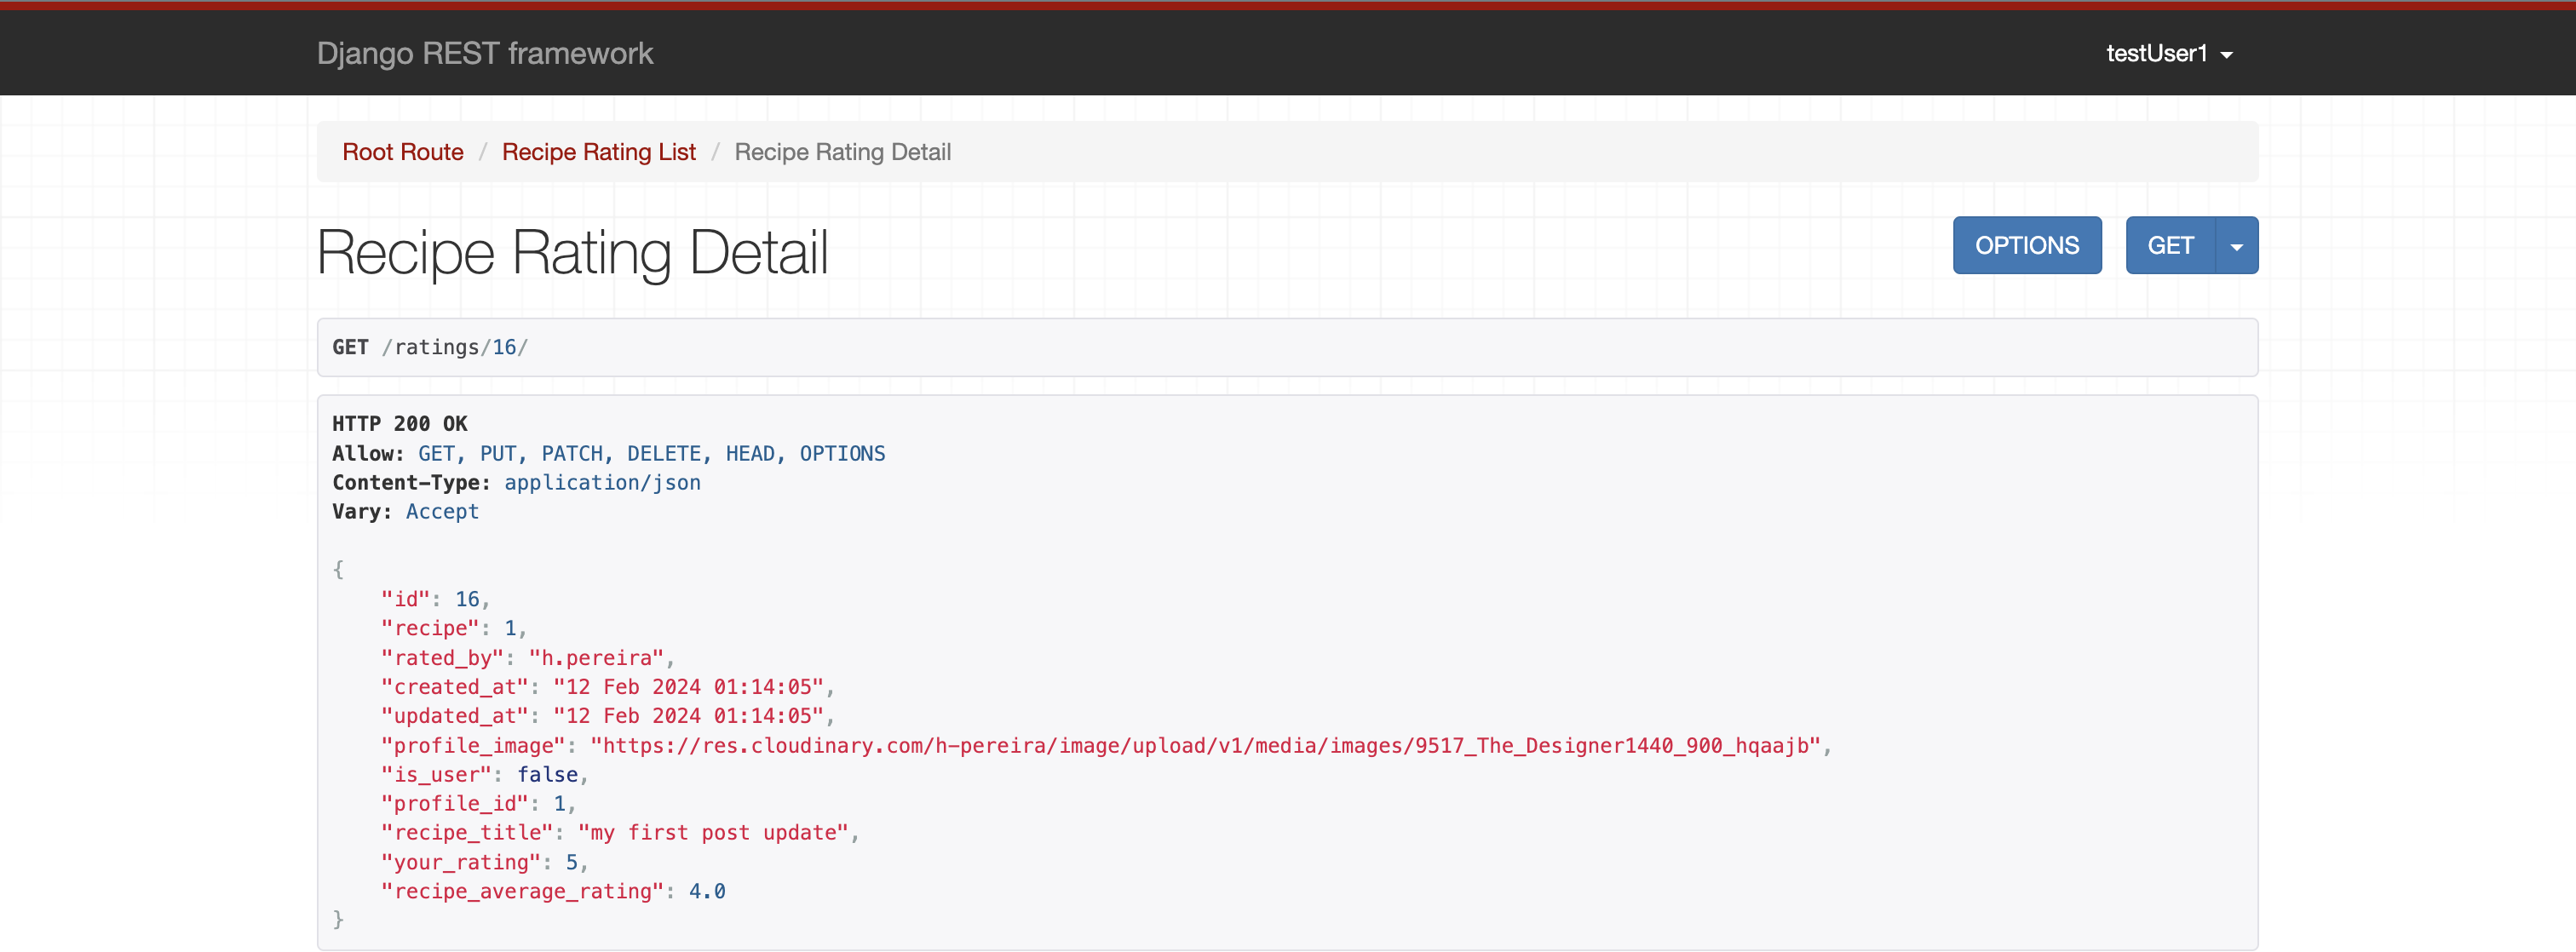 Django REST framework
testUser1
Root Route / Recipe Rating List / Recipe Rating Detail
Recipe Rating Detail
OPTIONS
GET
GET /ratings/16/
HTTP 200 OK
Allow: GET, PUT, PATCH, DELETE, HEAD, OPTIONS
Content-Type: application/json
Vary: Accept
{
    "id": 16,
    "recipe": 1,
    "rated_by": "h.pereira",
    "created_at": "12 Feb 2024 01:14:05",
    "updated_at": "12 Feb 2024 01:14:05",
    "profile_image": "https://res.cloudinary.com/h-pereira/image/upload/v1/media/images/9517_The_Designer1440_900_hqaajb",
    "is_user": false,
    "profile_id": 1,
    "recipe_title": "my first post update",
    "your_rating": 5,
    "recipe_average_rating": 4.0
}